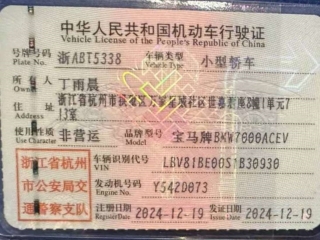 中华人民共和国机动车行驶证
Vehicle License of the People's Republic of China
号牌号码 Plate No. 浙ABT5338 车辆类型 Vehicle Type 小型轿车
所有人 Owner 丁雨晨
住址 浙江省杭州市 8幢1单元7
Address 13
使用性质 Use Character 非营运 品牌型号 Model 宝马牌BKW7000ACEV
浙江省杭州 车辆识别代号 VIN LBV81BE0051B30930
市公安局交 发动机号码 Engine No. Y5420073
通警察支队 注册日期 Register Date 2024-12-19 发证日期 Issue Date 2024-12-19